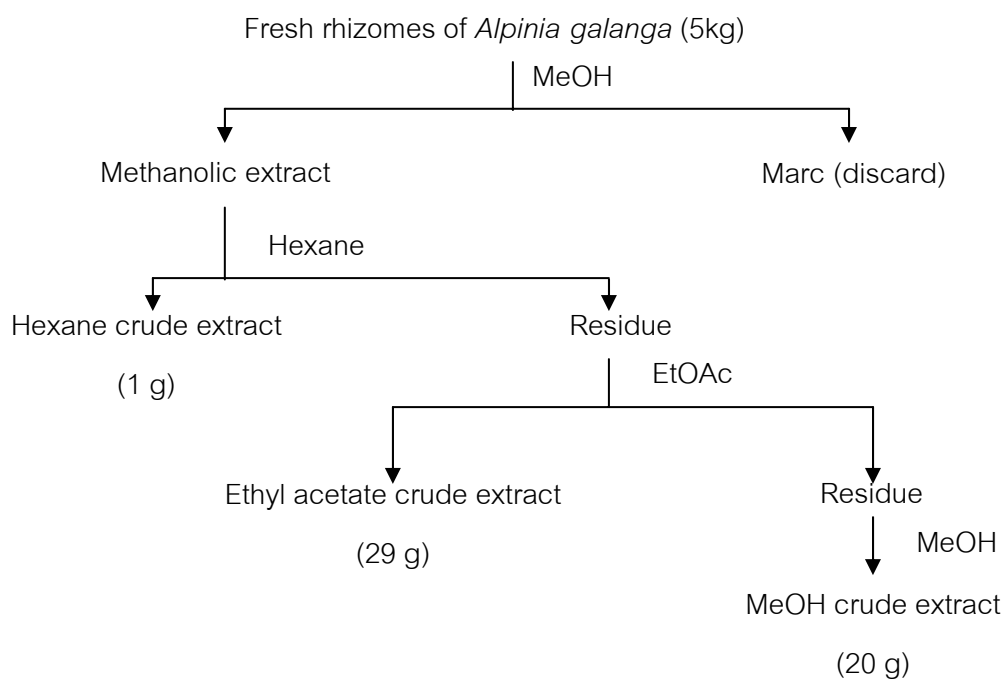 Fresh rhizomes of Alpinia galanga (5kg)
MeOH
Methanolic extract
Marc (discard)
Hexane
Hexane crude extract
(1 g)
Residue
EtOAc
Ethyl acetate crude extract
(29 g)
Residue
MeOH
MeOH crude extract
(20 g)